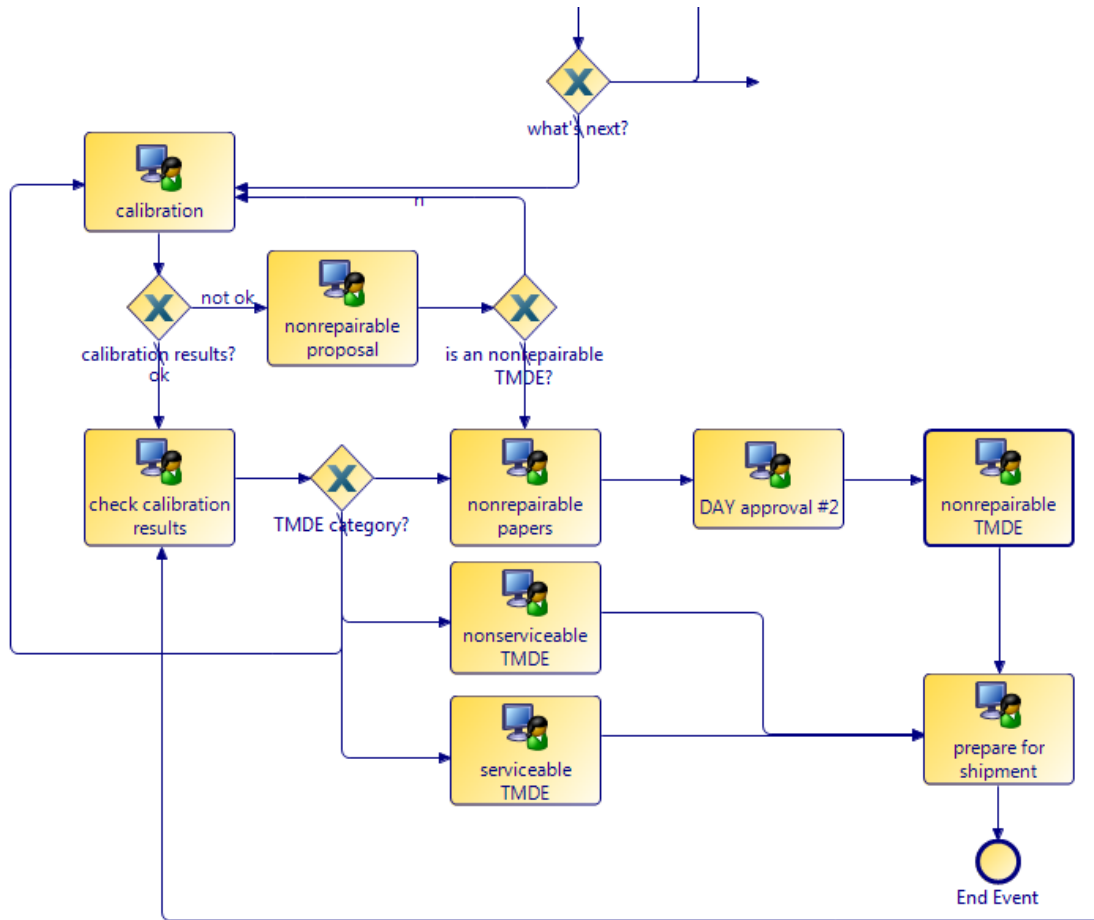 what's next?
calibration
n
not ok
nonrepairable
proposal
calibration results?
ok
is an nonrepairable
TMDE?
check calibration
results
TMDE category?
nonrepairable
papers
DAY approval #2
nonrepairable
TMDE
nonserviceable
TMDE
serviceable
TMDE
prepare for
shipment
End Event